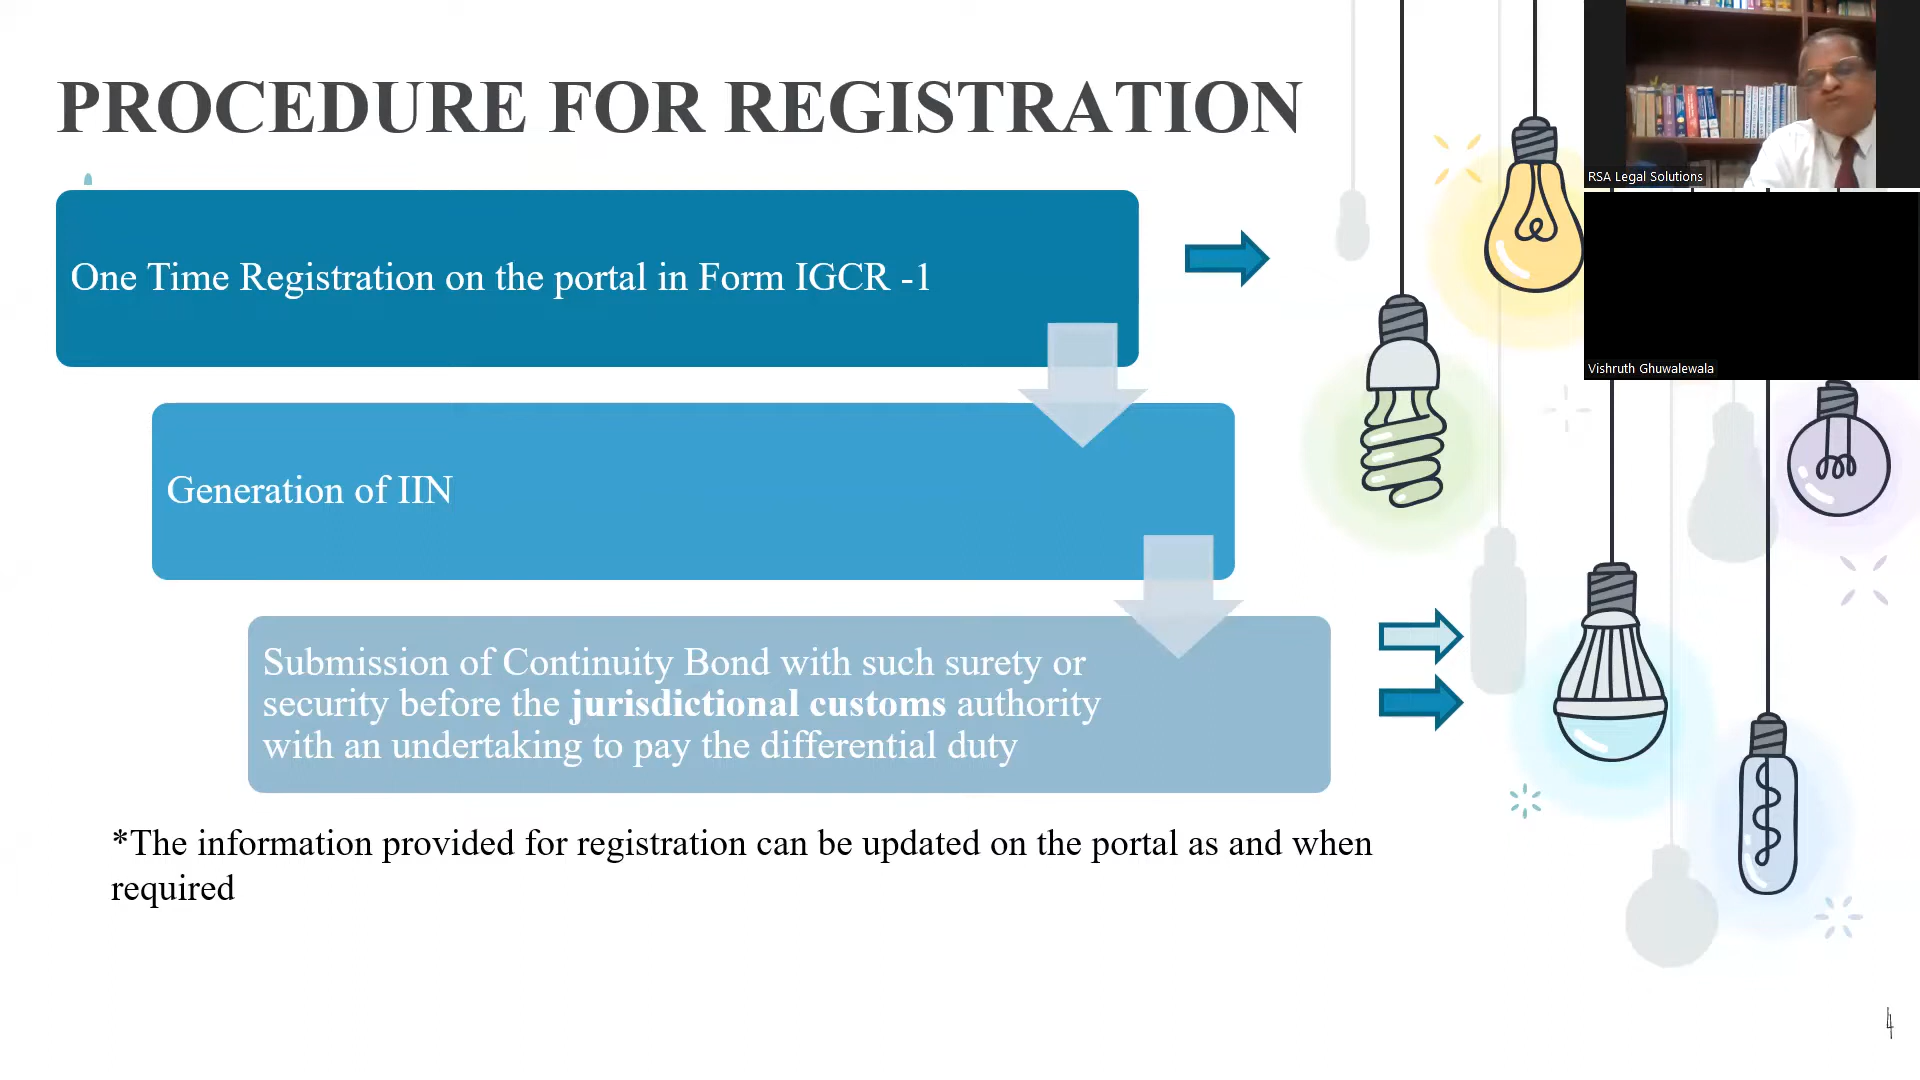 PROCEDURE FOR REGISTRATION
One Time Registration on the portal in Form IGCR -1
Generation of IIN
Submission of Continuity Bond with such surety or
security before the jurisdictional customs authority
with an undertaking to pay the differential duty
*The information provided for registration can be updated on the portal as and when
required
RSA Legal Solutions
Vishruth Ghuwalewala
4